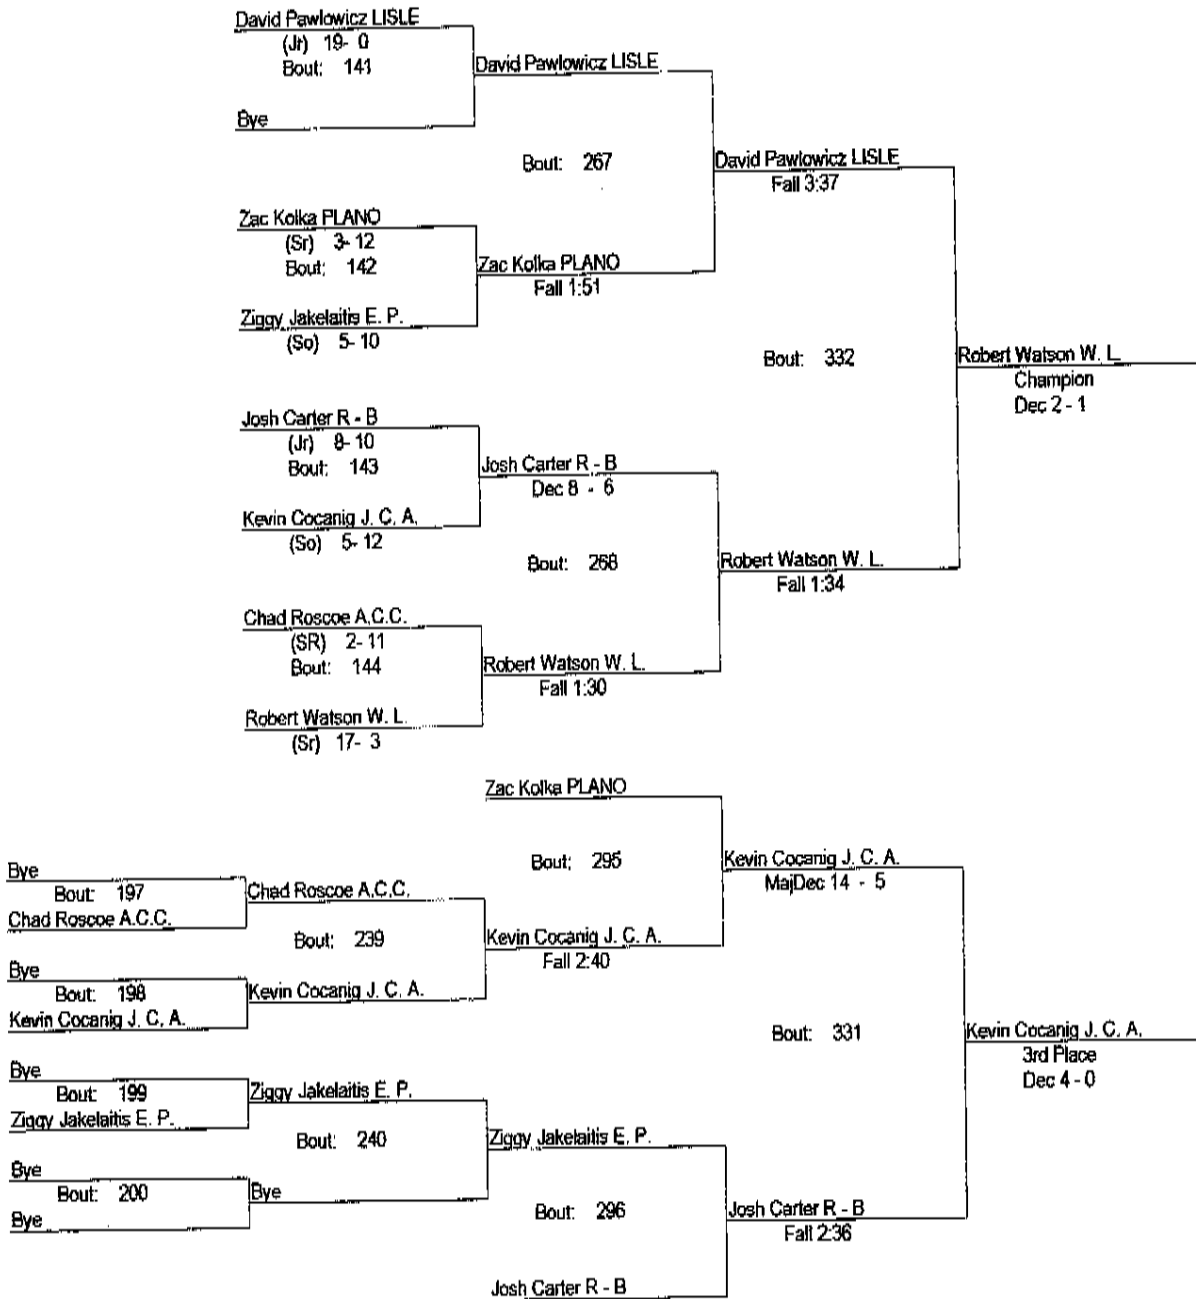 David Pawlowicz LISLE
(Jr) 19- 0
Bout: 141
David Pawlowicz LISLE
Bye
Bout: 267
David Pawlowicz LISLE
Fall 3:37
Zac Kolka PLANO
(Sr) 3- 12
Bout: 142
Zac Kolka PLANO
Fall 1:51
Ziggy Jakelaitis E. P.
(So) 5- 10
Bout: 332
Robert Watson W. L.
Champion
Dec 2 - 1
Josh Carter R - B
(Jr) 8- 10
Bout: 143
Josh Carter R - B
Dec 8 - 6
Kevin Cocanig J. C. A.
(So) 5- 12
Bout: 268
Robert Watson W. L.
Fall 1:34
Chad Roscoe A.C.C.
(SR) 2- 11
Bout: 144
Robert Watson W. L.
Fall 1:30
Robert Watson W. L.
(Sr) 17- 3
Zac Kolka PLANO
Bout: 295
Kevin Cocanig J. C. A.
MajDec 14 - 5
Bye
Bout: 197
Chad Roscoe A.C.C.
Chad Roscoe A.C.C.
Bout: 239
Kevin Cocanig J. C. A.
Fall 2:40
Bye
Bout: 198
Kevin Cocanig J. C. A.
Kevin Cocanig J. C. A.
Bout: 331
Kevin Cocanig J. C. A.
3rd Place
Dec 4 - 0
Bye
Bout: 199
Ziggy Jakelaitis E. P.
Ziggy Jakelaitis E. P.
Bout: 240
Ziggy Jakelaitis E. P.
Bye
Bout: 200
Bye
Bye
Bout: 296
Josh Carter R - B
Fall 2:36
Josh Carter R - B